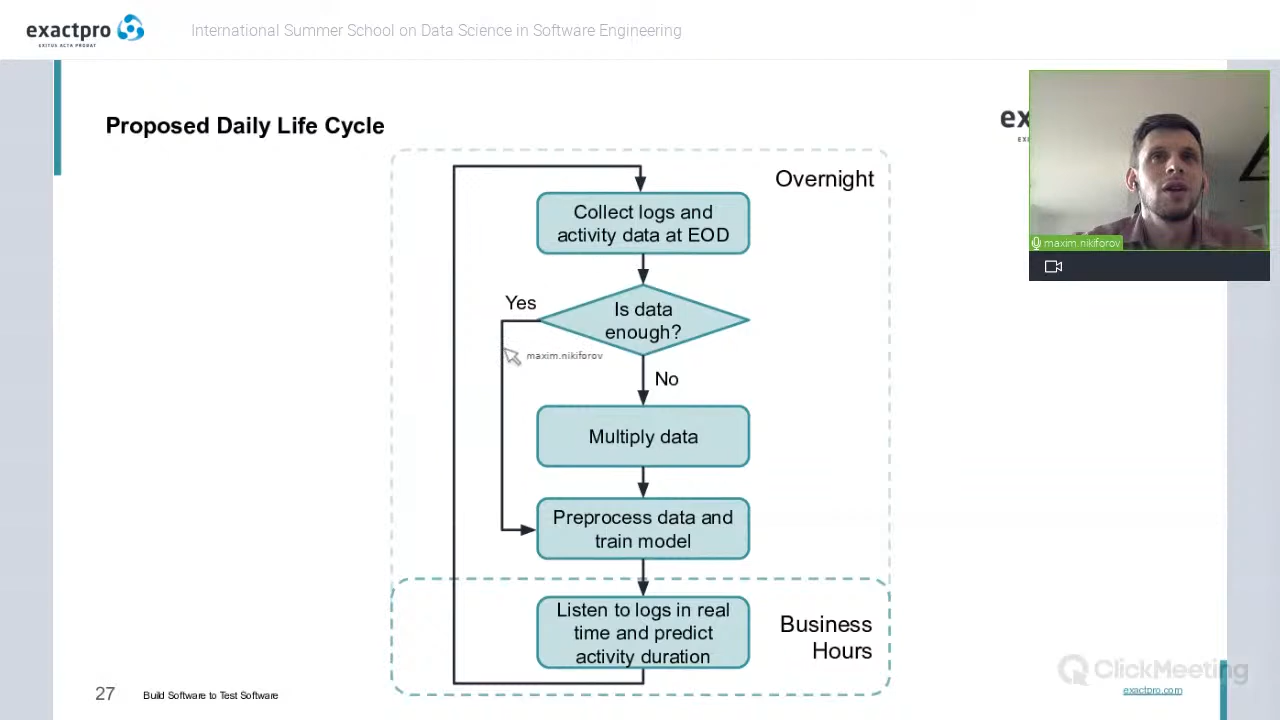 exactpro
EXITUS ACTA PROBAT
International Summer School on Data Science in Software Engineering
Proposed Daily Life Cycle
ex
EXI
maxim.nikiforov
Overnight
Collect logs and
activity data at EOD
Yes
Is data
enough?
maxim.nikiforov
No
Multiply data
Preprocess data and
train model
Listen to logs in real
time and predict
activity duration
Business
Hours
ClickMeeting
27
Build Software to Test Software
exactpro.com